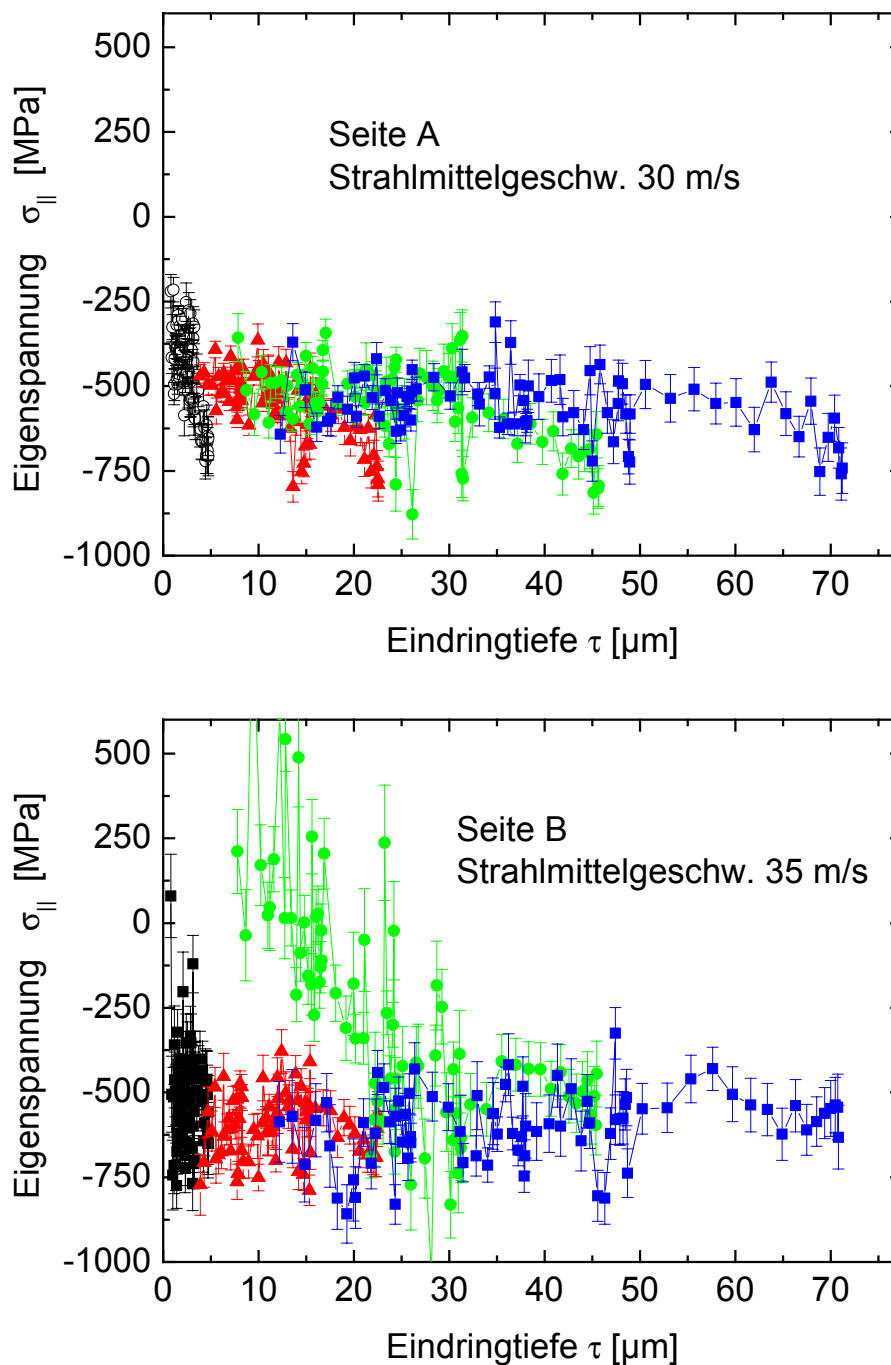 500
250
0
-250
-500
-750
-1000
Eigenspannung σ|| [MPa]
Seite A
Strahlmittelgeschw. 30 m/s
0 10 20 30 40 50 60 70
Eindringtiefe τ [µm]
500
250
0
-250
-500
-750
-1000
Eigenspannung σ|| [MPa]
Seite B
Strahlmittelgeschw. 35 m/s
0 10 20 30 40 50 60 70
Eindringtiefe τ [µm]